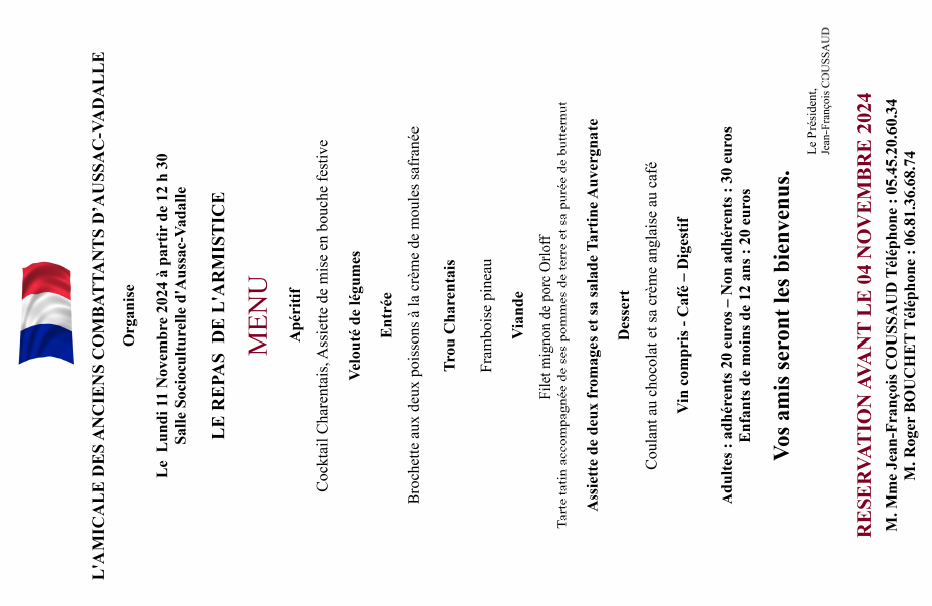 L'AMICALE DES ANCIENS COMBATTANTS D'AUSSAC-VADALLE
Organise
Le Lundi 11 Novembre 2024 à partir de 12 h 30
Salle Socioculturelle d'Aussac-Vadalle
LE REPAS DE L'ARMISTICE
MENU
Apéritif
Cocktail Charentais, Assiette de mise en bouche festive
Velouté de légumes
Entrée
Brochette aux deux poissons à la crème de moules safranée
Trou Charentais
Framboise pineau
Viande
Filet mignon de porc Orloff
Tarte tatin accompagnée de ses pommes de terre et sa purée de butternut
Assiette de deux fromages et sa salade Tartine Auvergnate
Dessert
Coulant au chocolat et sa crème anglaise au café
Vin compris - Café – Digestif
Adultes : adhérents 20 euros – Non adhérents : 30 euros
Enfants de moins de 12 ans : 20 euros
Vos amis seront les bienvenus.
Le Président,
Jean-François COUSSAUD
RESERVATION AVANT LE 04 NOVEMBRE 2024
M. Mme Jean-François COUSSAUD Téléphone : 05.45.20.60.34
M. Roger BOUCHET Téléphone : 06.81.36.68.74